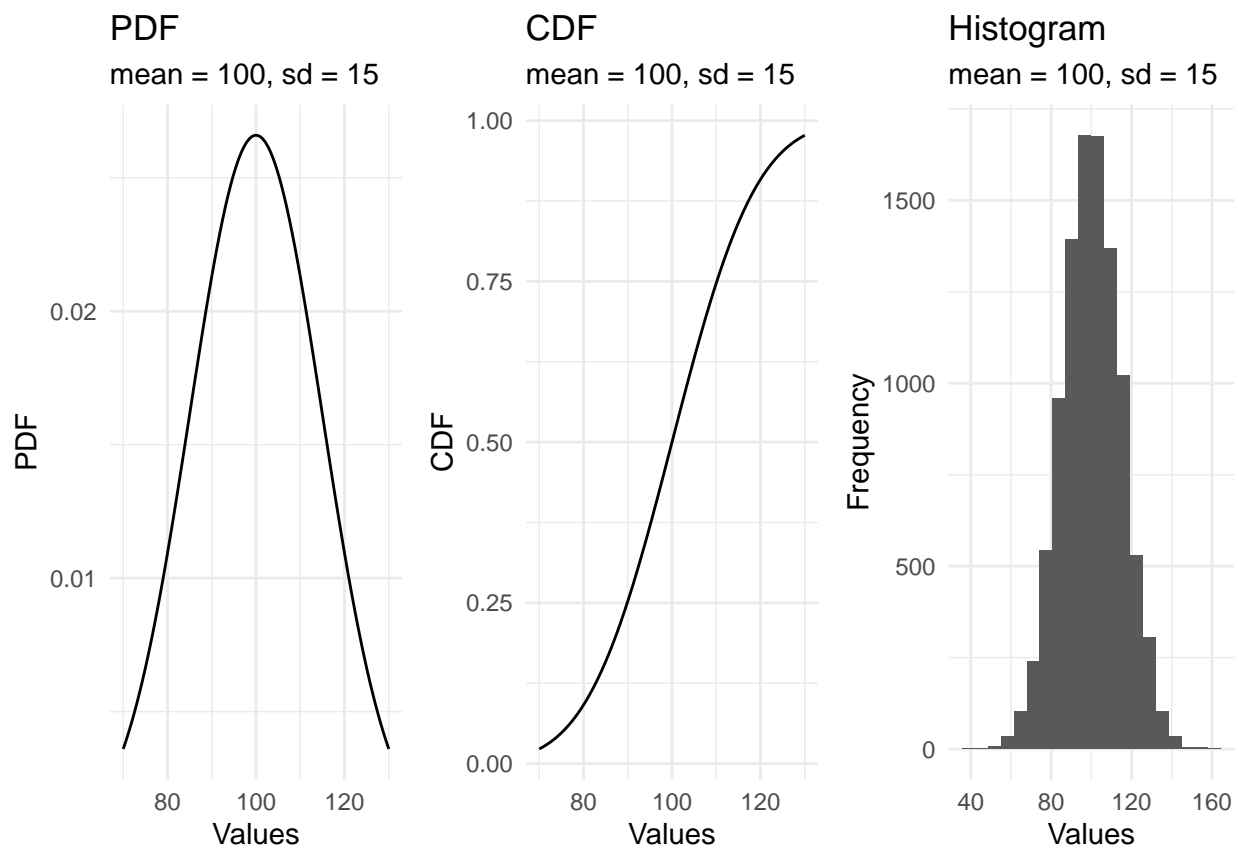 PDF
mean = 100, sd = 15
PDF
0.02
0.01
80 100 120
Values
CDF
mean = 100, sd = 15
CDF
1.00
0.75
0.50
0.25
0.00
80 100 120
Values
Histogram
mean = 100, sd = 15
Frequency
1500
1000
500
0
40 80 120 160
Values